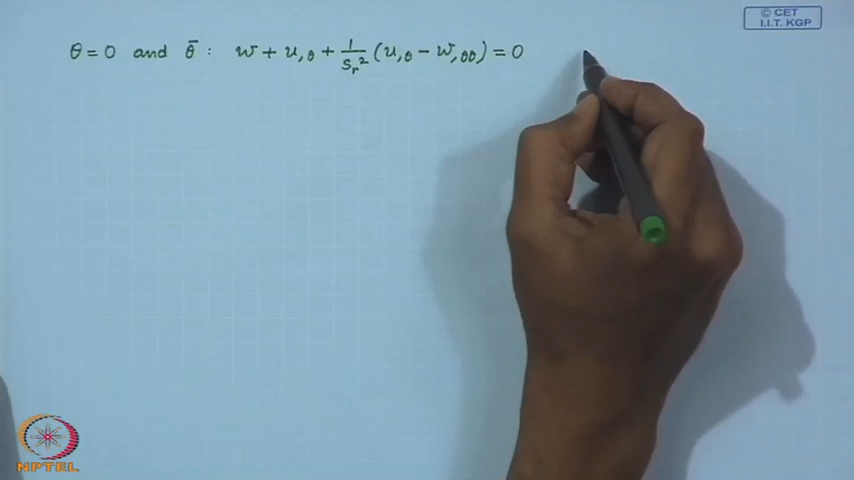 © CET
I.I.T. KGP
θ = 0 and θ̄ : w + u,θ + 1/s_r² (u,θ − w,θθ) = 0
NPTEL